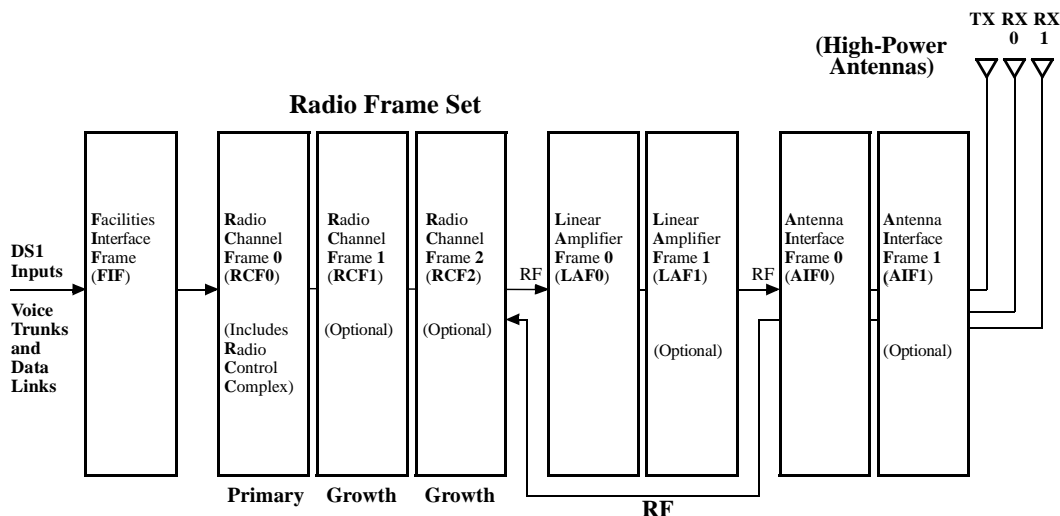 TX RX RX
0 1
(High-Power
Antennas)
Radio Frame Set
DS1
Inputs
Voice
Trunks
and
Data
Links
Facilities
Interface
Frame
(FIF)
Radio
Channel
Frame 0
(RCF0)
(Includes
Radio
Control
Complex)
Radio
Channel
Frame 1
(RCF1)
(Optional)
Radio
Channel
Frame 2
(RCF2)
(Optional)
RF
Linear
Amplifier
Frame 0
(LAF0)
Linear
Amplifier
Frame 1
(LAF1)
(Optional)
RF
Antenna
Interface
Frame 0
(AIF0)
Antenna
Interface
Frame 1
(AIF1)
(Optional)
Primary
Growth
Growth
RF